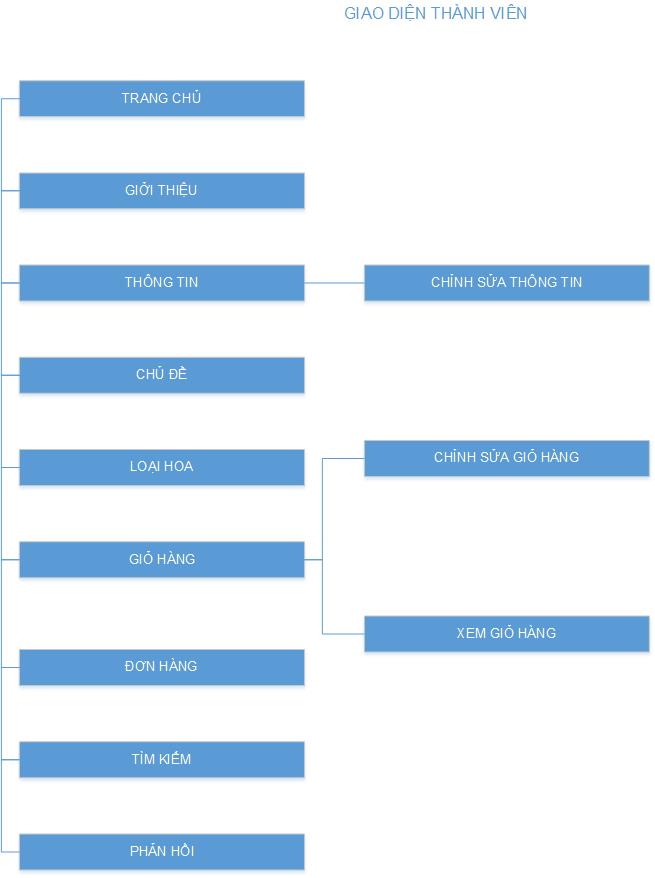 GIAO DIỆN THÀNH VIÊN
TRANG CHỦ
GIỚI THIỆU
THÔNG TIN
CHỈNH SỬA THÔNG TIN
CHỦ ĐỀ
LOẠI HOA
CHỈNH SỬA GIỎ HÀNG
GIỎ HÀNG
XEM GIỎ HÀNG
ĐƠN HÀNG
TÌM KIẾM
PHẢN HỒI